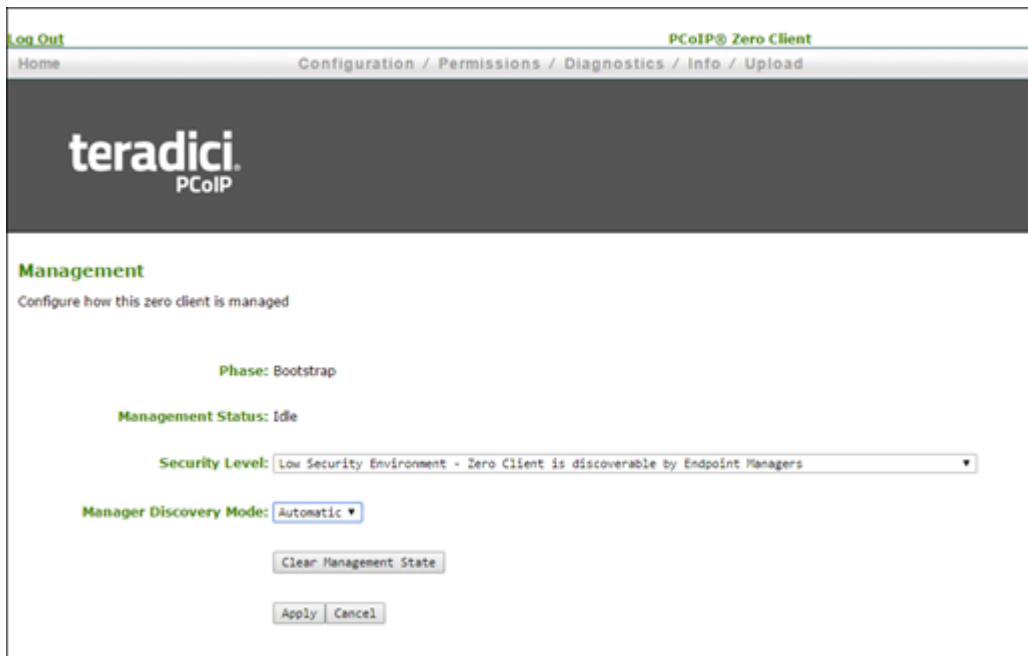 Log Out PCoIP® Zero Client
Home Configuration / Permissions / Diagnostics / Info / Upload
teradici®
PCoIP
Management
Configure how this zero client is managed
Phase: Bootstrap
Management Status: Idle
Security Level: Low Security Environment - Zero Client is discoverable by Endpoint Managers
Manager Discovery Mode: Automatic
Clear Management State
Apply Cancel